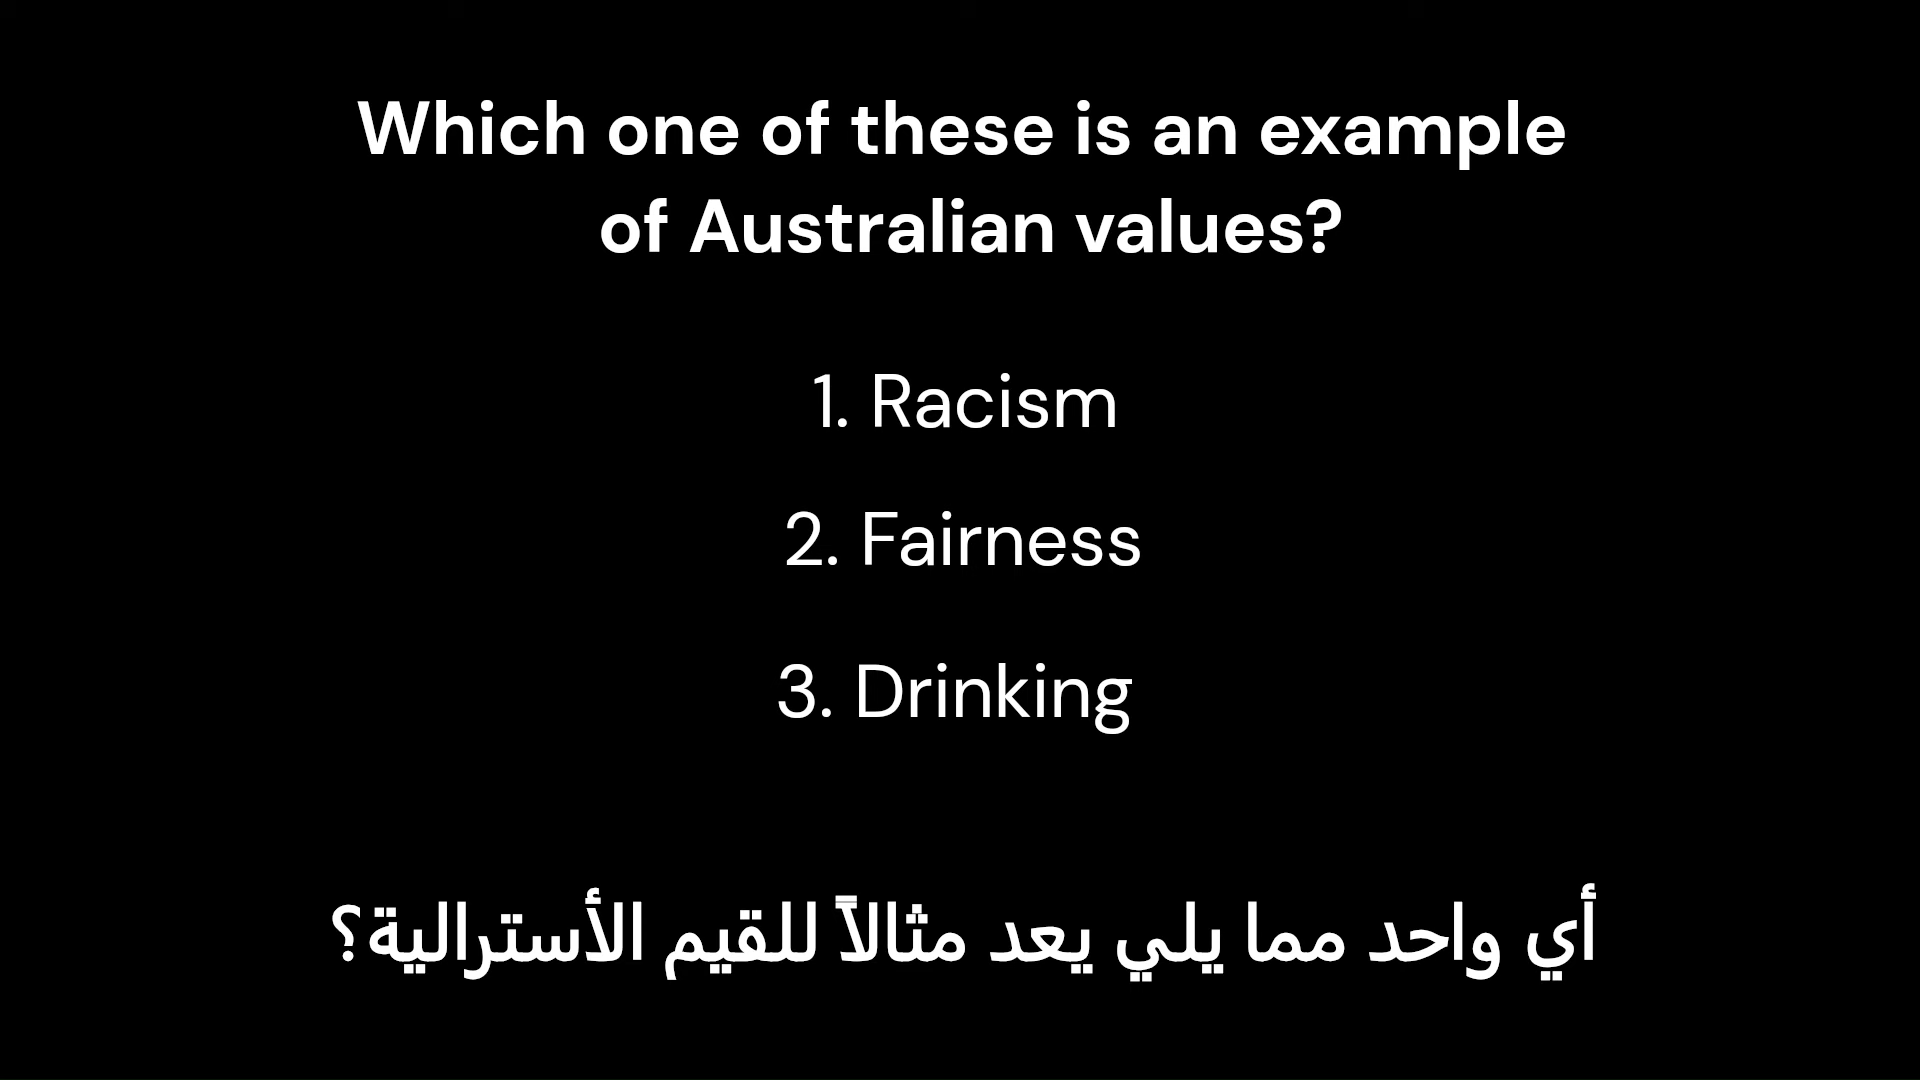 Which one of these is an example
of Australian values?
1. Racism
2. Fairness
3. Drinking
أي واحد مما يلي يعد مثالاً للقيم الأسترالية؟